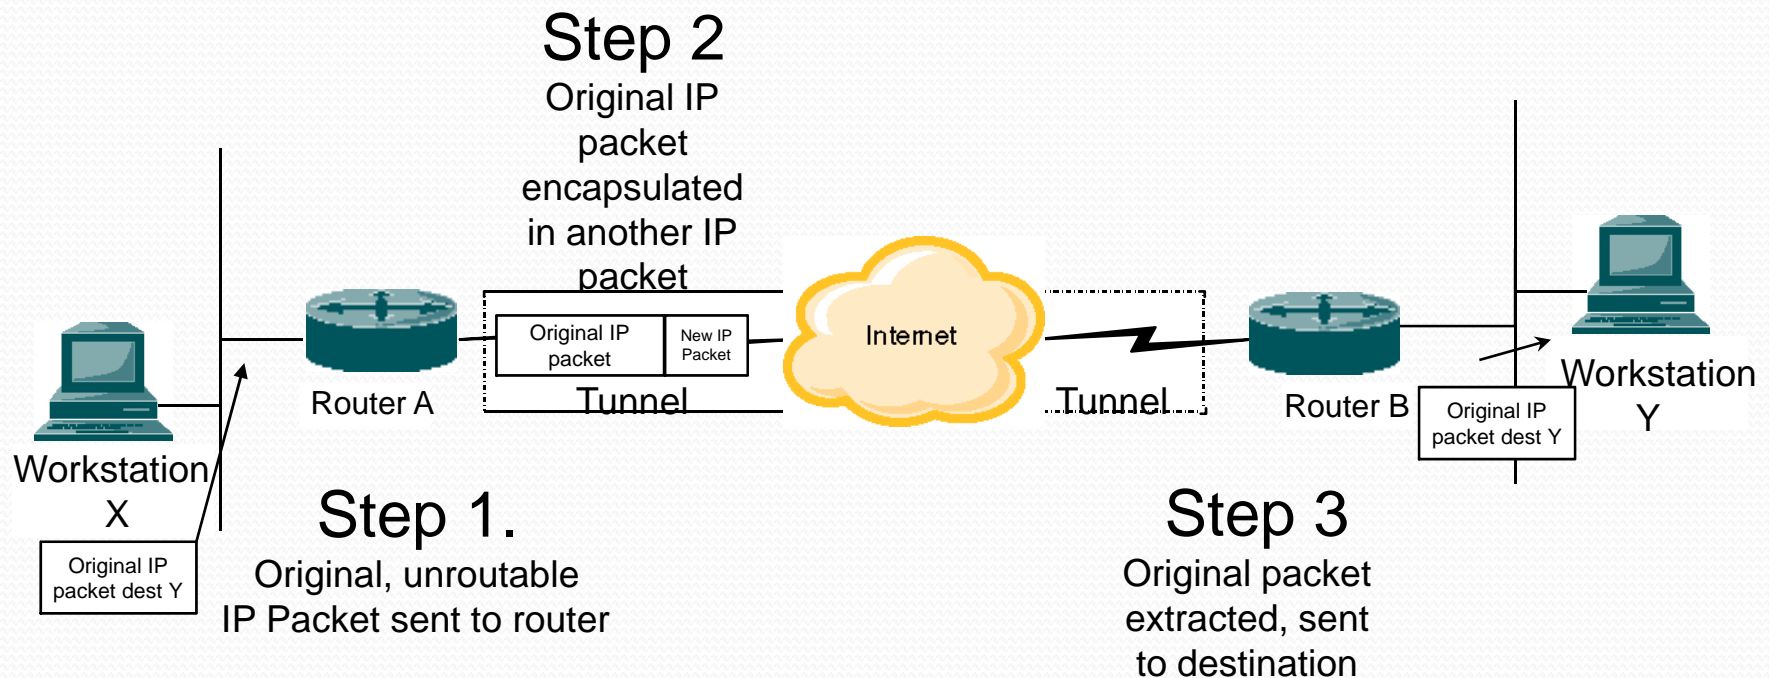 Step 2
Original IP
packet
encapsulated
in another IP
packet
Original IP
packet
New IP
Packet
Internet
Router A
Tunnel
Tunnel
Router B
Workstation
X
Workstation
Y
Original IP
packet dest Y
Original IP
packet dest Y
Step 1.
Original, unroutable
IP Packet sent to router
Step 3
Original packet
extracted, sent
to destination